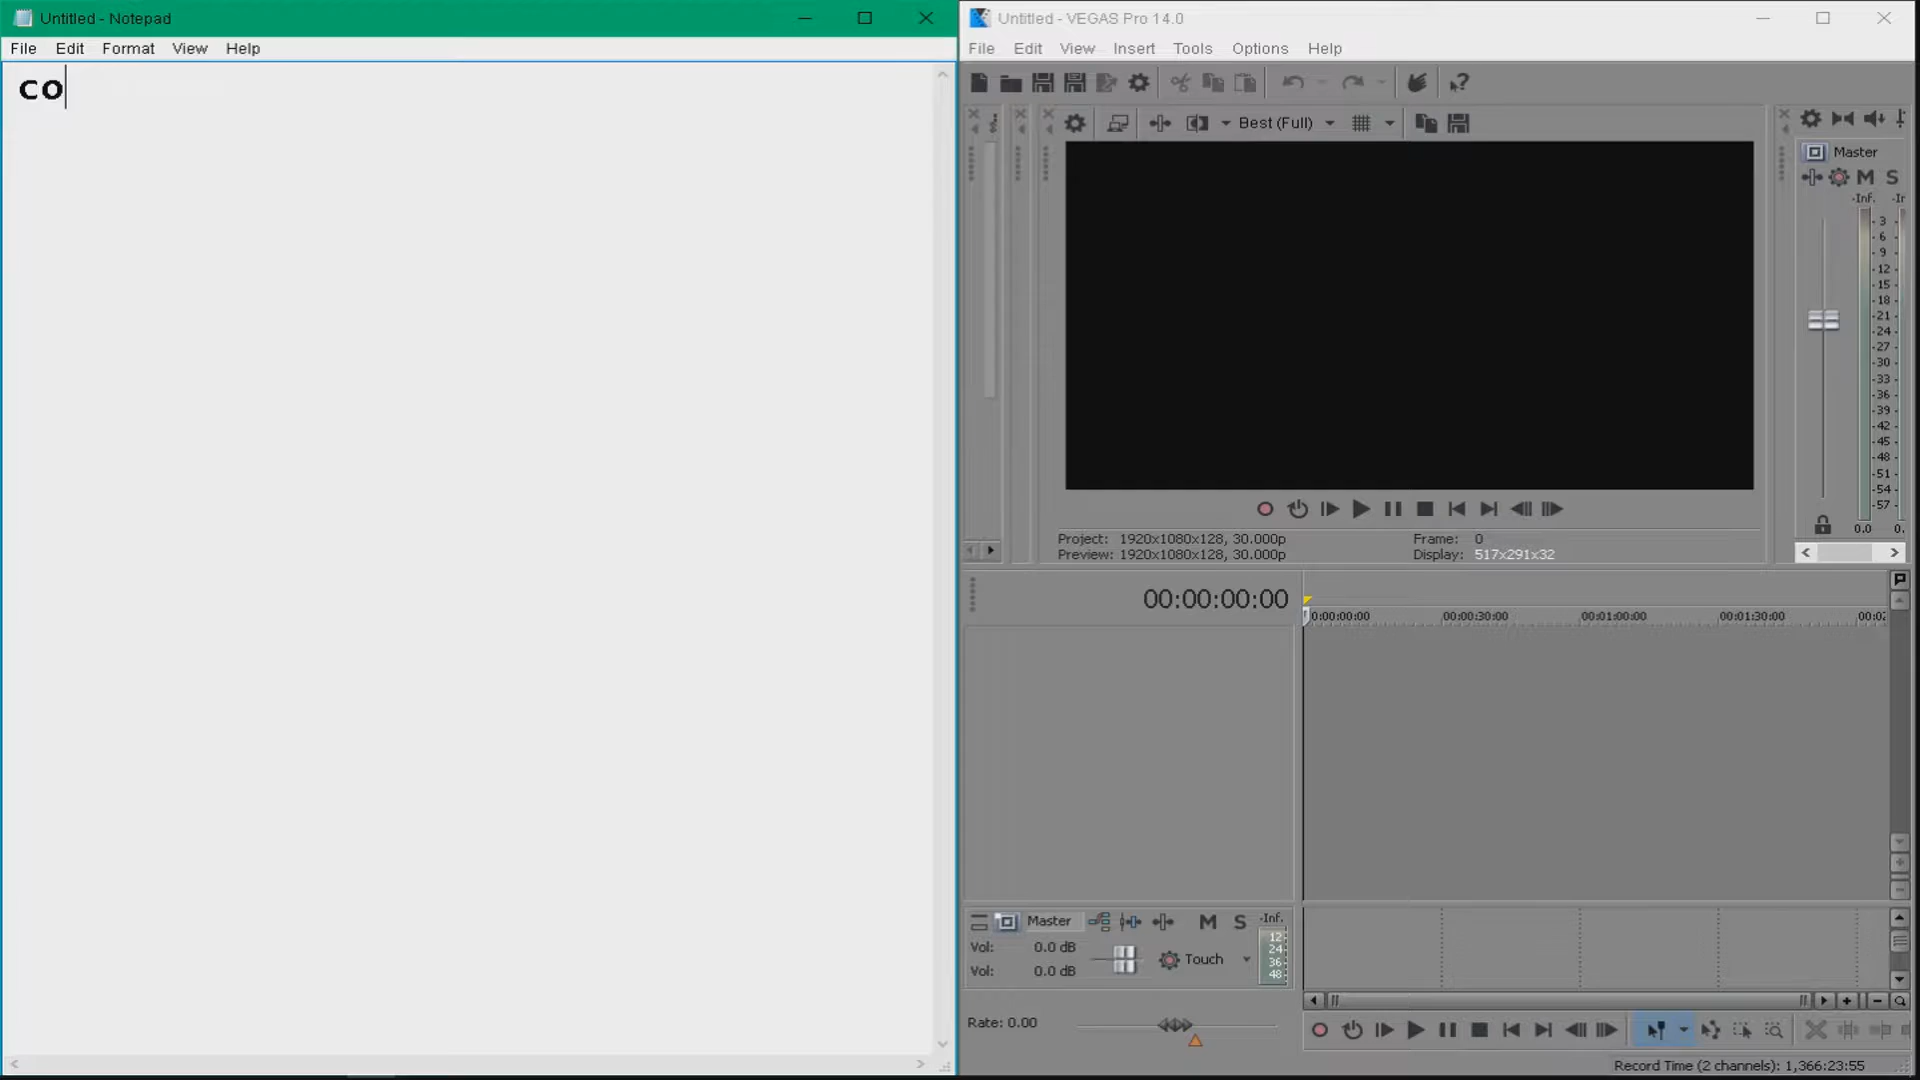 Untitled - Notepad
File Edit Format View Help
co
Untitled - VEGAS Pro 14.0
File Edit View Insert Tools Options Help
Best (Full)
Master
M S
-Inf.
3
6
9
12
15
18
21
24
27
30
33
36
39
42
45
48
51
54
57
0.0
Project: 1920x1080x128, 30.000p
Preview: 1920x1080x128, 30.000p
Frame: 0
Display: 517x291x32
00:00:00:00
0:00:00:00 00:00:30:00 00:01:00:00 00:01:30:00 00:02
Master M S -Inf.
Vol: 0.0 dB
Vol: 0.0 dB
Touch
12
24
36
48
Rate: 0.00
Record Time (2 channels): 1,366:23:55